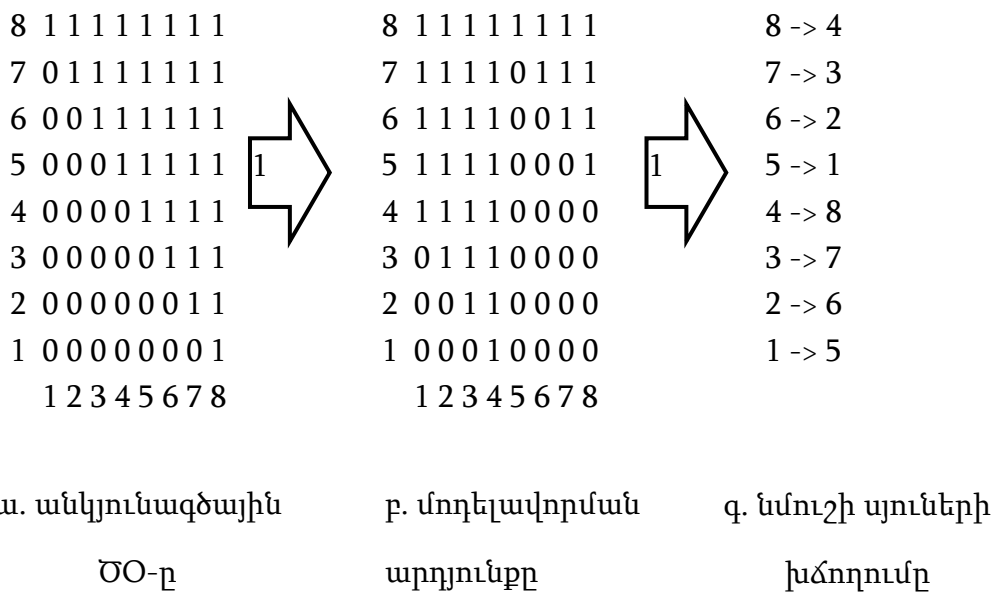 8 1 1 1 1 1 1 1 1 8 1 1 1 1 1 1 1 1 8 -> 4
7 0 1 1 1 1 1 1 1 7 1 1 1 1 0 1 1 1 7 -> 3
6 0 0 1 1 1 1 1 1 6 1 1 1 1 0 0 1 1 6 -> 2
5 0 0 0 1 1 1 1 1 1 5 1 1 1 1 0 0 0 1 1 5 -> 1
4 0 0 0 0 1 1 1 1 4 1 1 1 1 0 0 0 0 4 -> 8
3 0 0 0 0 0 1 1 1 3 0 1 1 1 0 0 0 0 3 -> 7
2 0 0 0 0 0 0 1 1 2 0 0 1 1 0 0 0 0 2 -> 6
1 0 0 0 0 0 0 0 1 1 0 0 0 1 0 0 0 0 1 -> 5
1 2 3 4 5 6 7 8 1 2 3 4 5 6 7 8
ա. անկյունագծային բ. մոդելավորման գ. նմուշի սյուների
ԾՕ-ը արդյունքը խճողումը